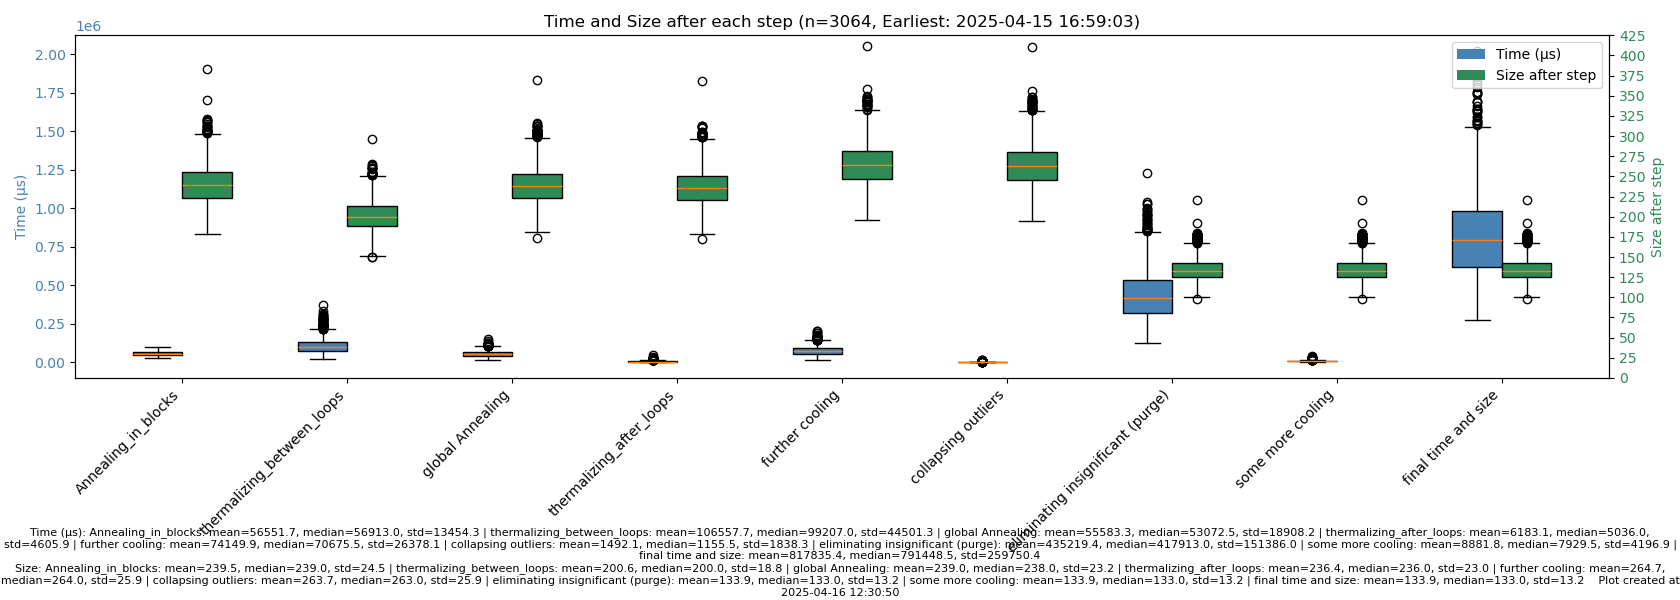 Time and Size after each step (n=3064, Earliest: 2025-04-15 16:59:03)
1e6
2.00
1.75
1.50
1.25
1.00
0.75
0.50
0.25
0.00
Time (µs)
425
400
375
350
325
300
275
250
225
200
175
150
125
100
75
50
25
0
Size after step
Time (µs)
Size after step
Annealing_in_blocks
thermalizing_between_loops
global Annealing
thermalizing_after_loops
further cooling
collapsing outliers
eliminating insignificant (purge)
some more cooling
final time and size
Time (µs): Annealing_in_blocks: mean=56551.7, median=56913.0, std=13454.3 | thermalizing_between_loops: mean=106557.7, median=99207.0, std=44501.3 | global Annealing: mean=55583.3, median=53072.5, std=18908.2 | thermalizing_after_loops: mean=6183.1, median=5036.0,
std=4605.9 | further cooling: mean=74149.9, median=70675.5, std=26378.1 | collapsing outliers: mean=1492.1, median=1155.5, std=1838.3 | eliminating insignificant (purge): mean=435219.4, median=417913.0, std=151386.0 | some more cooling: mean=8881.8, median=7929.5, std=4196.9 |
final time and size: mean=817835.4, median=791448.5, std=259750.4
Size: Annealing_in_blocks: mean=239.5, median=239.0, std=24.5 | thermalizing_between_loops: mean=200.6, median=200.0, std=18.8 | global Annealing: mean=239.0, median=238.0, std=23.2 | thermalizing_after_loops: mean=236.4, median=236.0, std=23.0 | further cooling: mean=264.7,
median=264.0, std=25.9 | collapsing outliers: mean=263.7, median=263.0, std=25.9 | eliminating insignificant (purge): mean=133.9, median=133.0, std=13.2 | some more cooling: mean=133.9, median=133.0, std=13.2 | final time and size: mean=133.9, median=133.0, std=13.2    Plot created at
2025-04-16 12:30:50